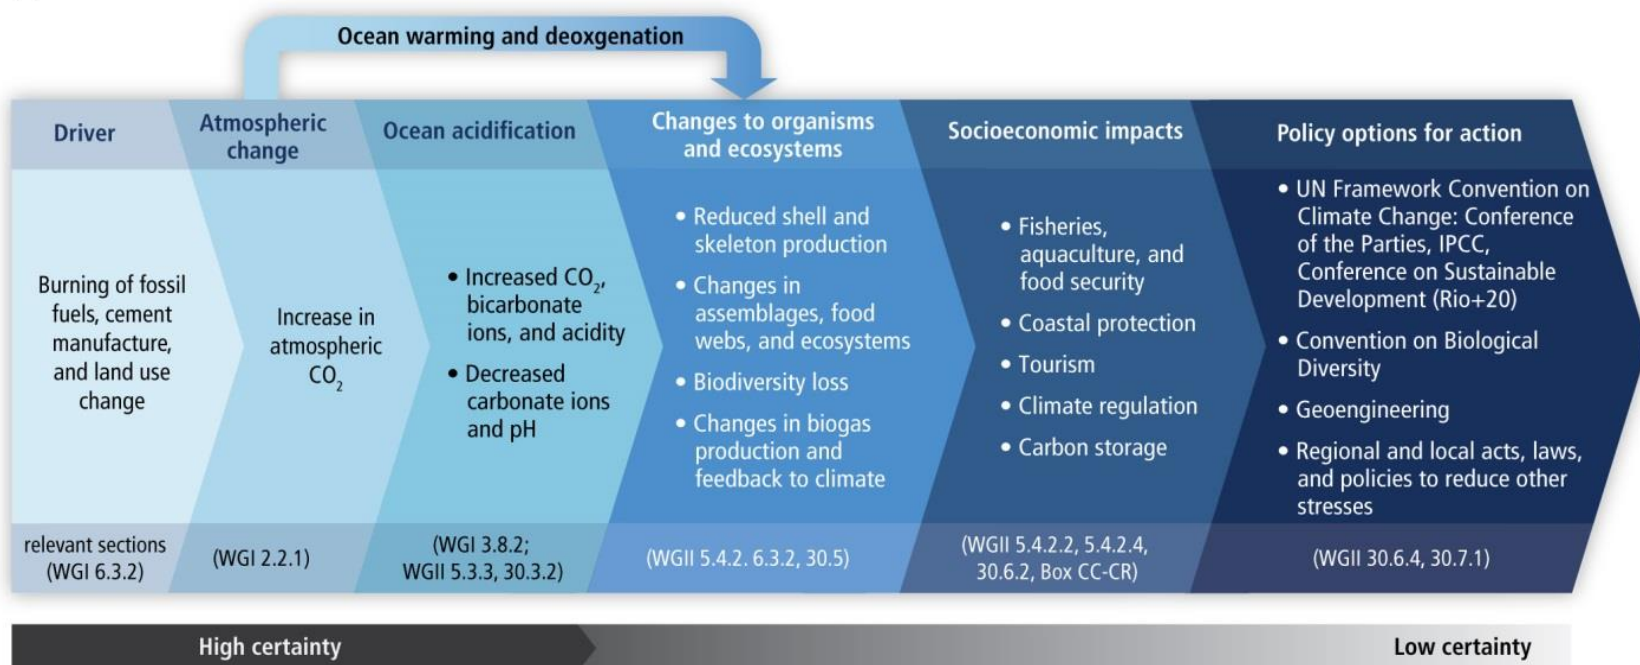 Ocean warming and deoxgenation
Driver
Burning of fossil
fuels, cement
manufacture,
and land use
change
relevant sections
(WGI 6.3.2)
Atmospheric
change
Increase in
atmospheric
CO₂
(WGI 2.2.1)
Ocean acidification
• Increased CO₂,
bicarbonate
ions, and acidity
• Decreased
carbonate ions
and pH
(WGI 3.8.2;
WGII 5.3.3, 30.3.2)
Changes to organisms
and ecosystems
• Reduced shell and
skeleton production
• Changes in
assemblages, food
webs, and ecosystems
• Biodiversity loss
• Changes in biogas
production and
feedback to climate
(WGII 5.4.2. 6.3.2, 30.5)
Socioeconomic impacts
• Fisheries,
aquaculture, and
food security
• Coastal protection
• Tourism
• Climate regulation
• Carbon storage
(WGII 5.4.2.2, 5.4.2.4,
30.6.2, Box CC-CR)
Policy options for action
• UN Framework Convention on
Climate Change: Conference
of the Parties, IPCC,
Conference on Sustainable
Development (Rio+20)
• Convention on Biological
Diversity
• Geoengineering
• Regional and local acts, laws,
and policies to reduce other
stresses
(WGII 30.6.4, 30.7.1)
High certainty
Low certainty